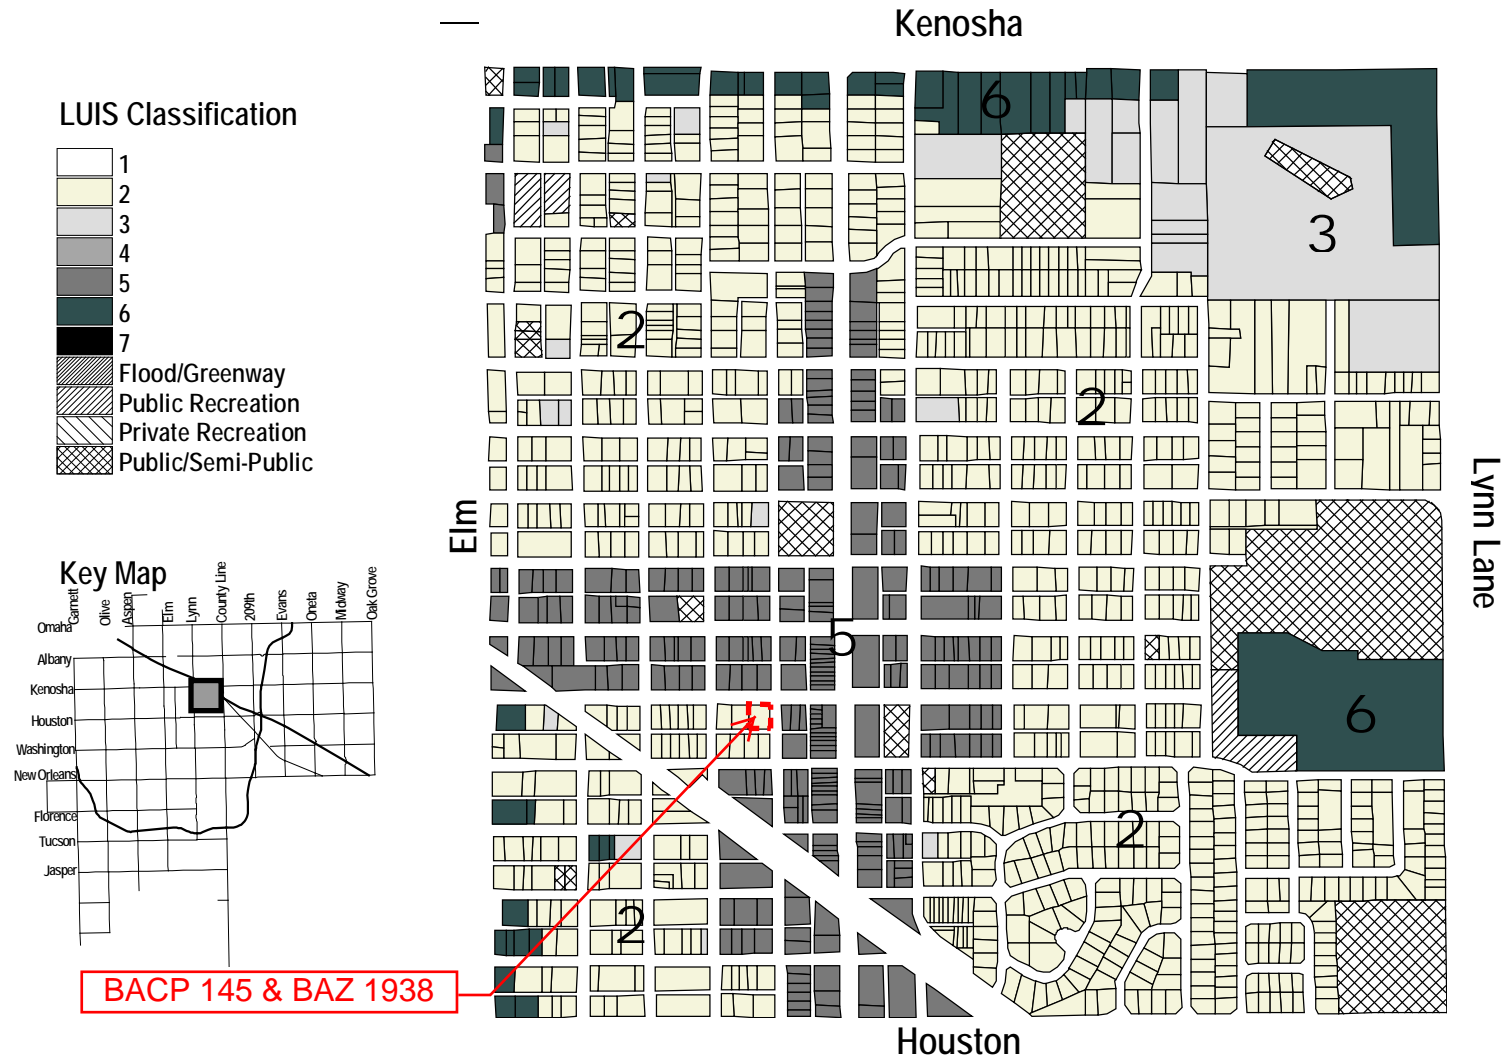 Kenosha
LUIS Classification
1
2
3
4
5
6
7
Flood/Greenway
Public Recreation
Private Recreation
Public/Semi-Public
6
3
2
2
5
6
2
2
Elm
Lynn Lane
Houston
Key Map
Garnett
Olive
Aspen
Elm
Lynn
County Line
209th
Evans
Oneta
Midway
Oak Grove
Omaha
Albany
Kenosha
Houston
Washington
New Orleans
Florence
Tucson
Jasper
BACP 145 & BAZ 1938